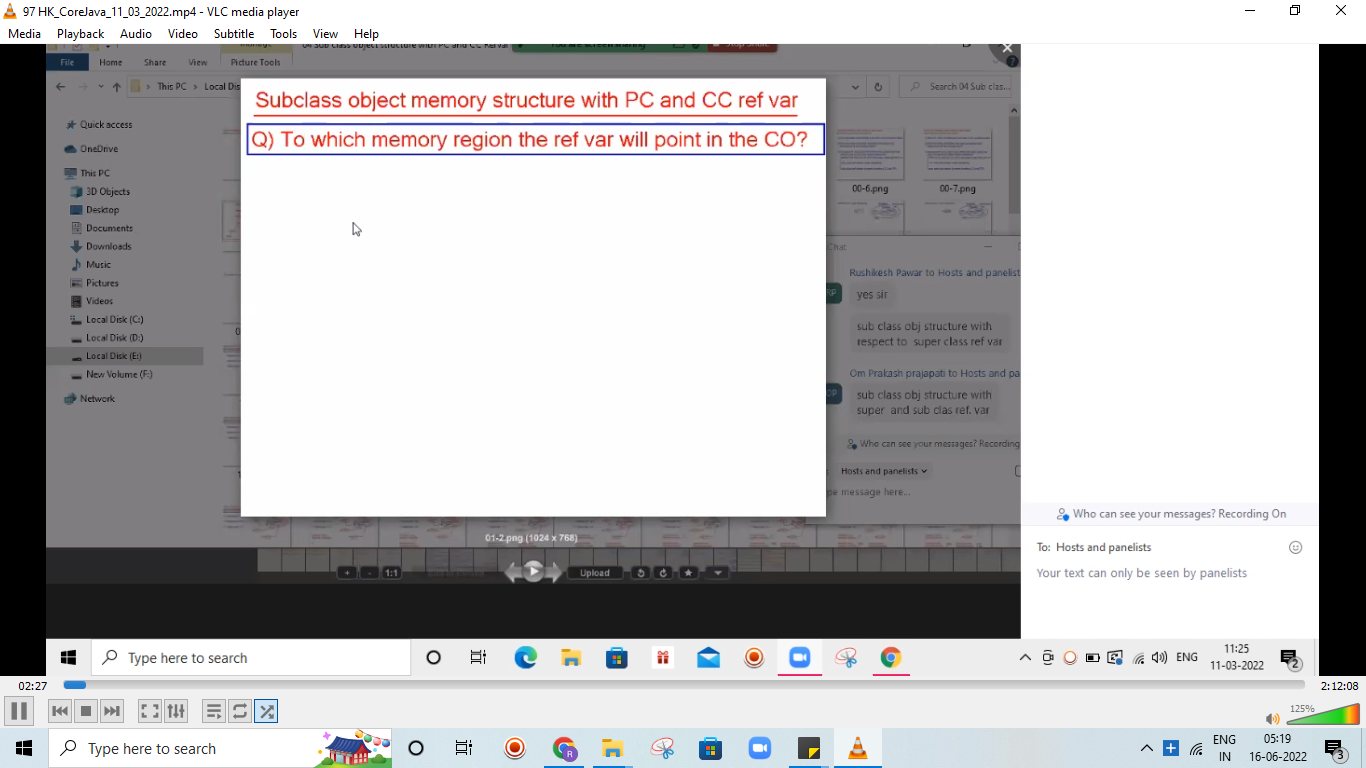 97 HK_CoreJava_11_03_2022.mp4 - VLC media player
Media Playback Audio Video Subtitle Tools View Help
File Home Share View Picture Tools
This PC Local Dis
Search 04 Sub clas...
Subclass object memory structure with PC and CC ref var
Q) To which memory region the ref var will point in the CO?
Quick access
OneDrive
This PC
3D Objects
Desktop
Documents
Downloads
Music
Pictures
Videos
Local Disk (C:)
Local Disk (D:)
Local Disk (E:)
New Volume (F:)
Network
00-6.png 00-7.png
Chat
Rushikesh Pawar to Hosts and panelist
yes sir
sub class obj structure with
respect to super class ref var
Om Prakash prajapati to Hosts and pa
sub class obj structure with
super and sub clas ref. var
Who can see your messages? Recording
Hosts and panelists
pe message here...
01-2.png (1024 x 768)
+ - 1:1 Upload
Who can see your messages? Recording On
To: Hosts and panelists
Your text can only be seen by panelists
Type here to search
ENG 11:25
11-03-2022 2
02:27 2:12:08
125%
Type here to search
ENG 05:19
IN 16-06-2022 3